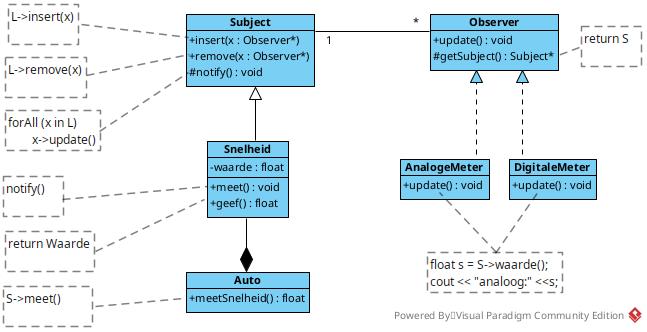 L->insert(x)
L->remove(x)
forAll (x in L)
x->update()
notify()
return Waarde
S->meet()
Subject
+insert(x : Observer*)
+remove(x : Observer*)
#notify() : void
1
*
Observer
+update() : void
#getSubject() : Subject*
return S
Snelheid
-waarde : float
+meet() : void
+geef() : float
Auto
+meetSnelheid() : float
AnalogeMeter
+update() : void
DigitaleMeter
+update() : void
float s = S->waarde();
cout << "analoog:" <<s;
Powered By Visual Paradigm Community Edition